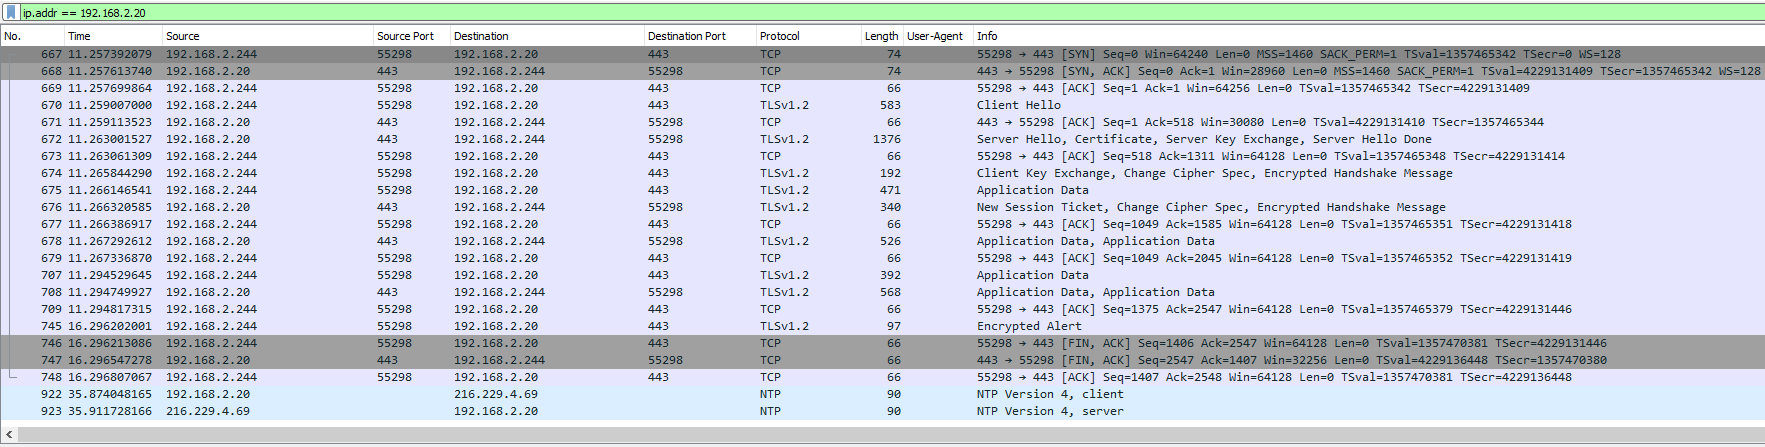 ip.addr == 192.168.2.20
No. Time Source Source Port Destination Destination Port Protocol Length User-Agent Info
667 11.257392079 192.168.2.244 55298 192.168.2.20 443 TCP 74 55298 → 443 [SYN] Seq=0 Win=64240 Len=0 MSS=1460 SACK_PERM=1 TSval=1357465342 TSecr=0 WS=128
668 11.257613740 192.168.2.20 443 192.168.2.244 55298 TCP 74 443 → 55298 [SYN, ACK] Seq=0 Ack=1 Win=28960 Len=0 MSS=1460 SACK_PERM=1 TSval=4229131409 TSecr=1357465342 WS=128
669 11.257699864 192.168.2.244 55298 192.168.2.20 443 TCP 66 55298 → 443 [ACK] Seq=1 Ack=1 Win=64256 Len=0 TSval=1357465342 TSecr=4229131409
670 11.259007000 192.168.2.244 55298 192.168.2.20 443 TLSv1.2 583 Client Hello
671 11.259113523 192.168.2.20 443 192.168.2.244 55298 TCP 66 443 → 55298 [ACK] Seq=1 Ack=518 Win=30080 Len=0 TSval=4229131410 TSecr=1357465344
672 11.263001527 192.168.2.20 443 192.168.2.244 55298 TLSv1.2 1376 Server Hello, Certificate, Server Key Exchange, Server Hello Done
673 11.263061309 192.168.2.244 55298 192.168.2.20 443 TCP 66 55298 → 443 [ACK] Seq=518 Ack=1311 Win=64128 Len=0 TSval=1357465348 TSecr=4229131414
674 11.265844290 192.168.2.244 55298 192.168.2.20 443 TLSv1.2 192 Client Key Exchange, Change Cipher Spec, Encrypted Handshake Message
675 11.266146541 192.168.2.244 55298 192.168.2.20 443 TLSv1.2 471 Application Data
676 11.266320585 192.168.2.20 443 192.168.2.244 55298 TLSv1.2 340 New Session Ticket, Change Cipher Spec, Encrypted Handshake Message
677 11.266386917 192.168.2.244 55298 192.168.2.20 443 TCP 66 55298 → 443 [ACK] Seq=1049 Ack=1585 Win=64128 Len=0 TSval=1357465351 TSecr=4229131418
678 11.267292612 192.168.2.20 443 192.168.2.244 55298 TLSv1.2 526 Application Data, Application Data
679 11.267336870 192.168.2.244 55298 192.168.2.20 443 TCP 66 55298 → 443 [ACK] Seq=1049 Ack=2045 Win=64128 Len=0 TSval=1357465352 TSecr=4229131419
707 11.294529645 192.168.2.244 55298 192.168.2.20 443 TLSv1.2 392 Application Data
708 11.294749927 192.168.2.20 443 192.168.2.244 55298 TLSv1.2 568 Application Data, Application Data
709 11.294817315 192.168.2.244 55298 192.168.2.20 443 TCP 66 55298 → 443 [ACK] Seq=1375 Ack=2547 Win=64128 Len=0 TSval=1357465379 TSecr=4229131446
745 16.296202001 192.168.2.244 55298 192.168.2.20 443 TLSv1.2 97 Encrypted Alert
746 16.296213086 192.168.2.244 55298 192.168.2.20 443 TCP 66 55298 → 443 [FIN, ACK] Seq=1406 Ack=2547 Win=64128 Len=0 TSval=1357470381 TSecr=4229131446
747 16.296547278 192.168.2.20 443 192.168.2.244 55298 TCP 66 443 → 55298 [FIN, ACK] Seq=2547 Ack=1407 Win=32256 Len=0 TSval=4229136448 TSecr=1357470380
748 16.296807067 192.168.2.244 55298 192.168.2.20 443 TCP 66 55298 → 443 [ACK] Seq=1407 Ack=2548 Win=64128 Len=0 TSval=1357470381 TSecr=4229136448
922 35.874048165 192.168.2.20 216.229.4.69 NTP 90 NTP Version 4, client
923 35.911728166 216.229.4.69 192.168.2.20 NTP 90 NTP Version 4, server